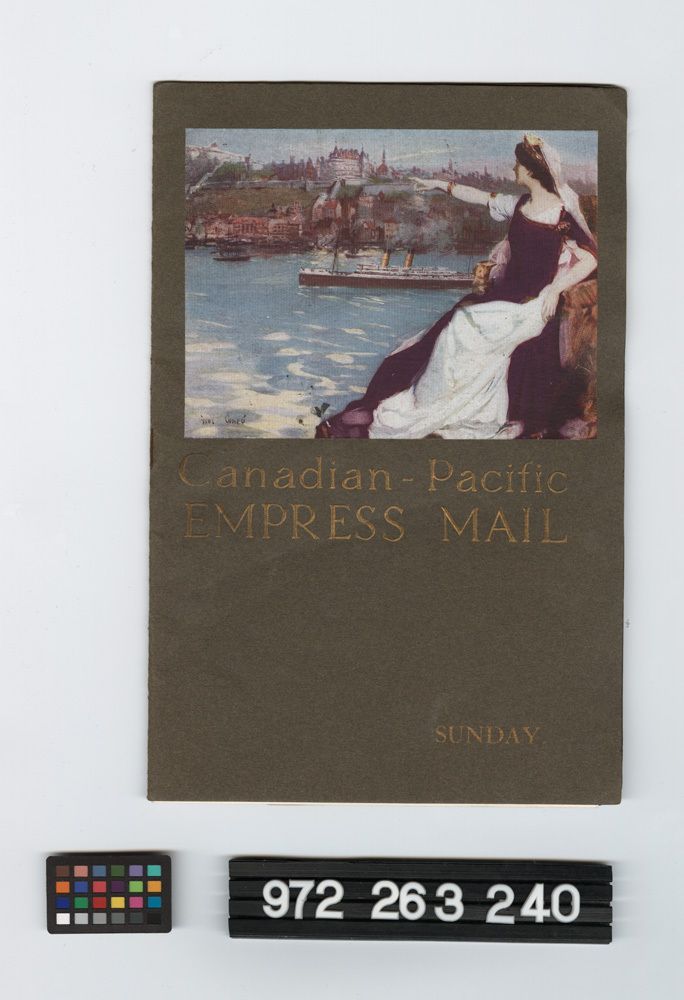 Canadian - Pacific
EMPRESS MAIL
SUNDAY
972 263 240